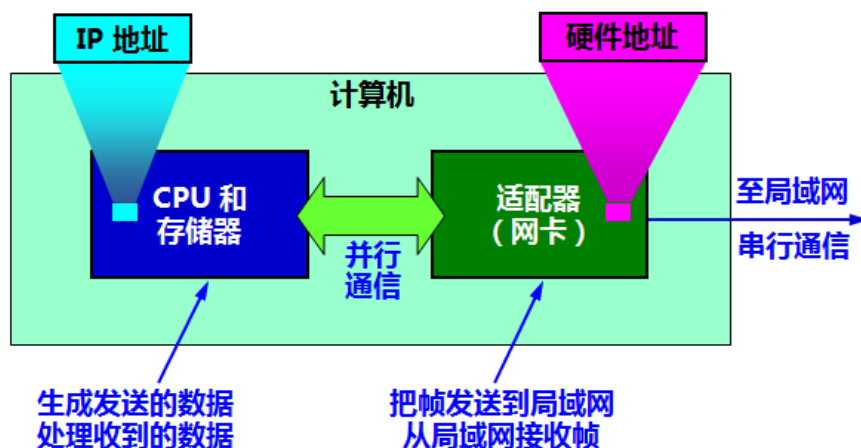 IP 地址
硬件地址
计算机
CPU 和
存储器
适配器
（网卡）
并行
通信
至局域网
串行通信
生成发送的数据
处理收到的数据
把帧发送到局域网
从局域网接收帧